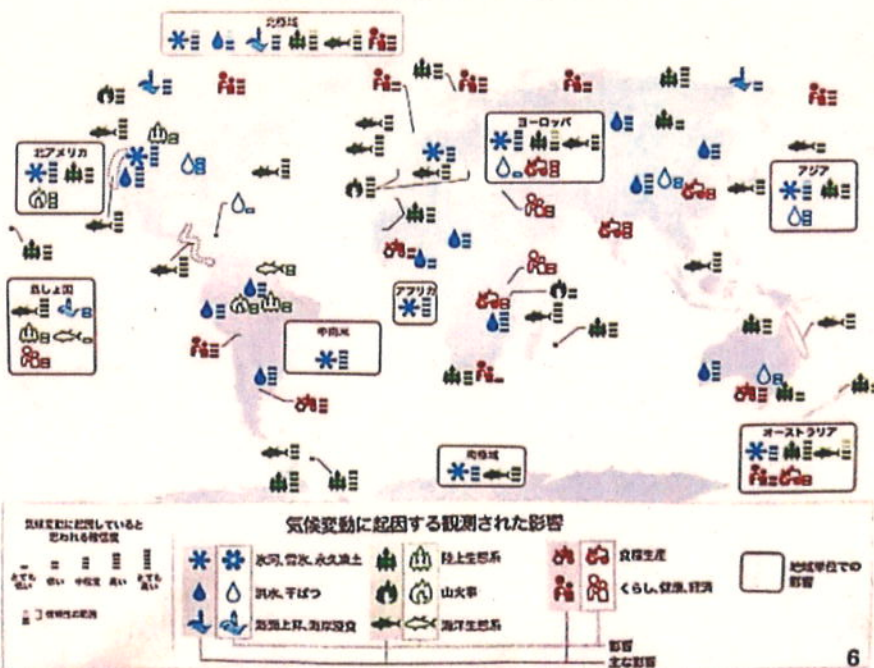 北極域
ヨーロッパ
北アメリカ
アジア
島しょ国
アフリカ
中南米
オーストラリア
南極域
気候変動に起因する観測された影響
気候変動に起因していると
思われる確信度
とても
低い
低い
中程度
高い
とても
高い
確信性の範囲
氷河、雪氷、永久凍土
洪水、干ばつ
海面上昇、海岸浸食
陸上生態系
山火事
海洋生態系
食糧生産
くらし、健康、経済
地域単位での
影響
影響
主な影響
6